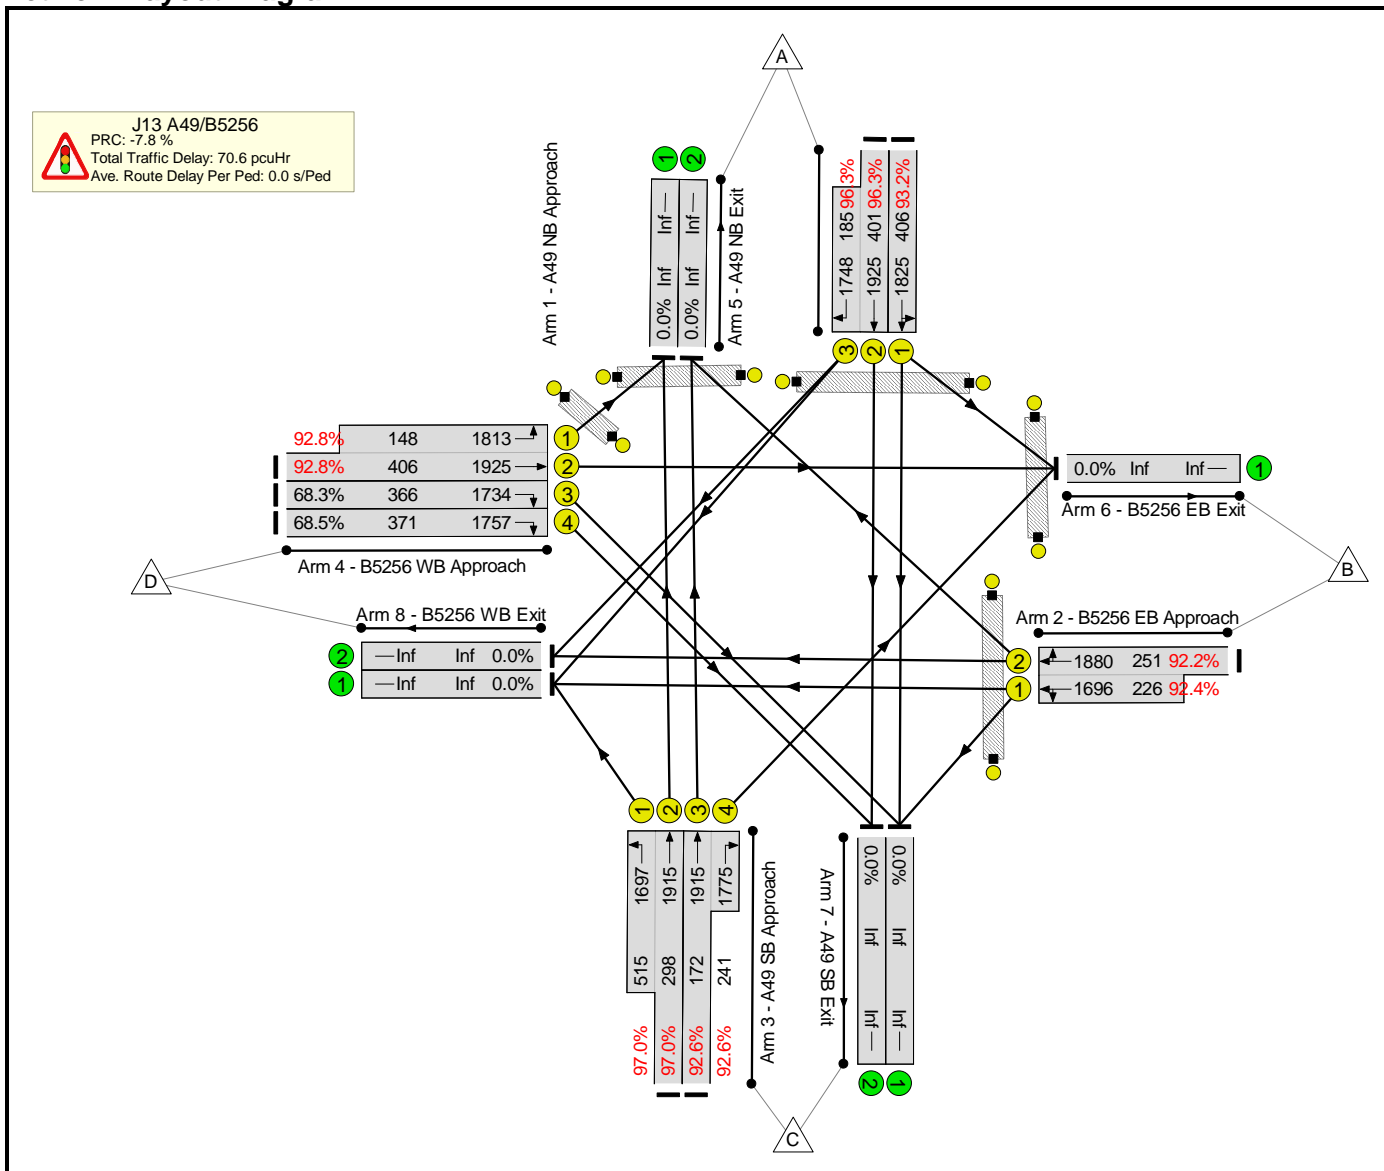 A
J13 A49/B5256
PRC: -7.8 %
Total Traffic Delay: 70.6 pcuHr
Ave. Route Delay Per Ped: 0.0 s/Ped
Arm 1 - A49 NB Approach
1
2
0.0% Inf Inf
0.0% Inf Inf
Arm 5 - A49 NB Exit
1748 185 96.3%
1925 401 96.3%
1825 406 93.2%
3
2
1
92.8% 148 1813 1
92.8% 406 1925 2
68.3% 366 1734 3
68.5% 371 1757 4
Arm 4 - B5256 WB Approach
0.0% Inf Inf 1
Arm 6 - B5256 EB Exit
D
B
Arm 8 - B5256 WB Exit
2 Inf Inf 0.0%
1 Inf Inf 0.0%
Arm 2 - B5256 EB Approach
2 1880 251 92.2%
1 1696 226 92.4%
1
2
3
4
97.0% 515 1697
97.0% 298 1915
92.6% 172 1915
92.6% 241 1775
Arm 3 - A49 SB Approach
Arm 7 - A49 SB Exit
0.0% Inf Inf
0.0% Inf Inf
2
1
C